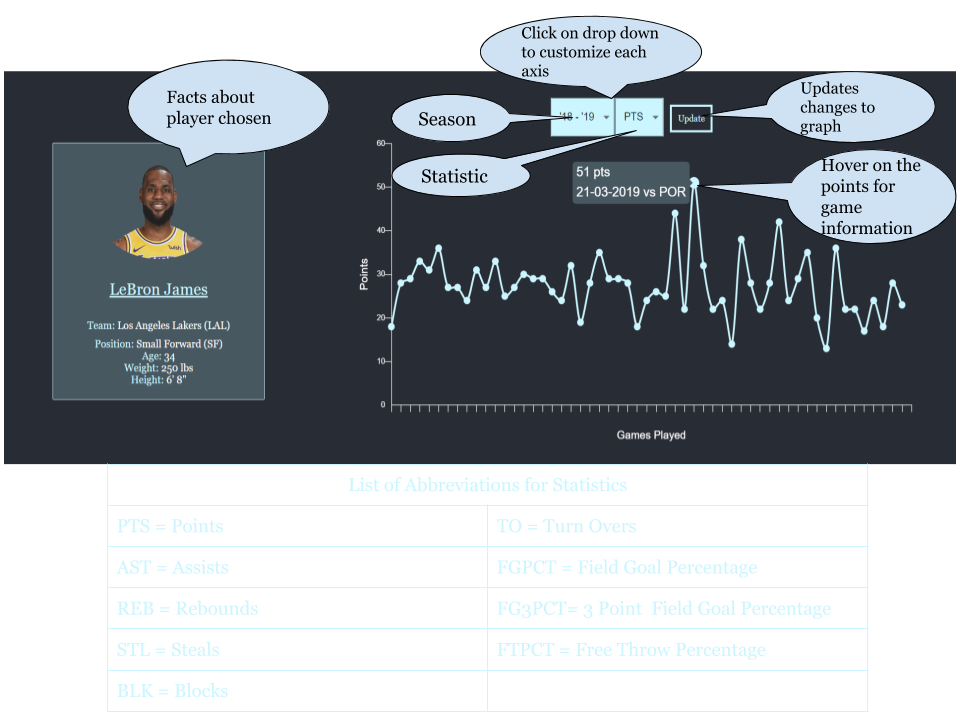 Click on drop down
to customize each
axis
Facts about
player chosen
Season
'18 - '19
PTS
Update
Updates
changes to
graph
Statistic
Hover on the
points for
game
information
51 pts
21-03-2019 vs POR
wish
LeBron James
Team: Los Angeles Lakers (LAL)
Position: Small Forward (SF)
Age: 34
Weight: 250 lbs
Height: 6' 8"
Points
60
50
40
30
20
10
0
Games Played
List of Abbreviations for Statistics
PTS = Points
TO = Turn Overs
AST = Assists
FGPCT = Field Goal Percentage
REB = Rebounds
FG3PCT= 3 Point  Field Goal Percentage
STL = Steals
FTPCT = Free Throw Percentage
BLK = Blocks